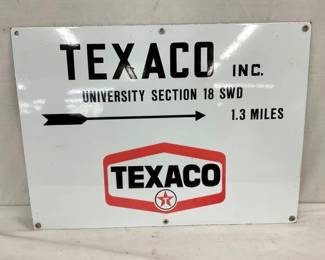 TEXACO INC.
UNIVERSITY SECTION 18 SWD
1.3 MILES
TEXACO
T